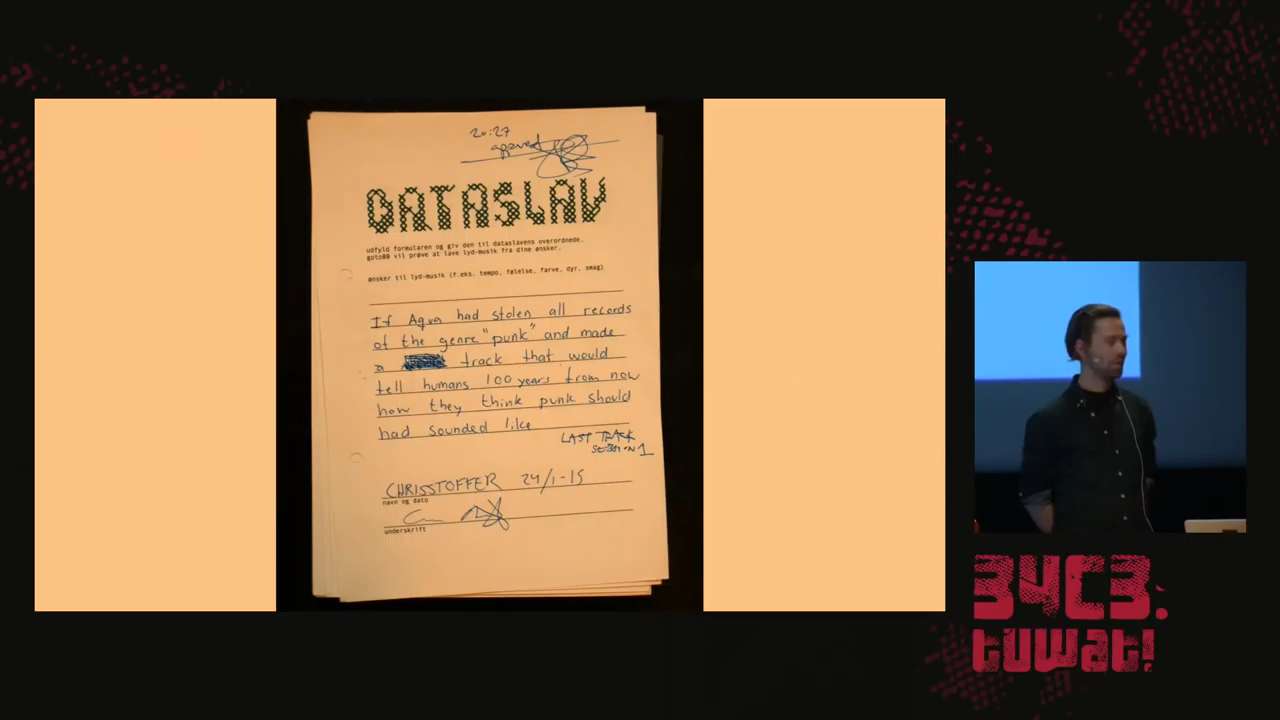 20:27
approved
DATASLAV
udfyld formularen og giv den til dataslavens overordnede.
goto80 vil prøve at lave lyd-musik fra dine ønsker.
ønsker til lyd-musik (f.eks. tempo, følelse, farve, dyr, smag)
If Aqua had stolen all records
of the genre "punk" and made
a track that would
tell humans 100 years from now
how they think punk should
had sounded like
LAST TRACK
SESSION 1
CHRISSTOFFER 24/1-15
navn og dato
underskrift
34C3.
tuwat!